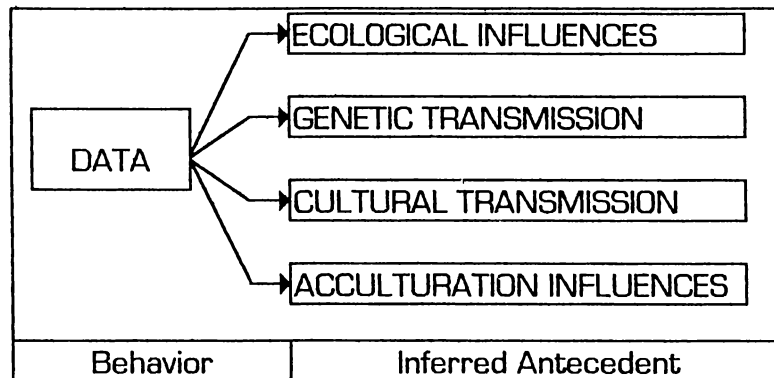 ECOLOGICAL INFLUENCES
GENETIC TRANSMISSION
DATA
CULTURAL TRANSMISSION
ACCULTURATION INFLUENCES
Behavior
Inferred Antecedent